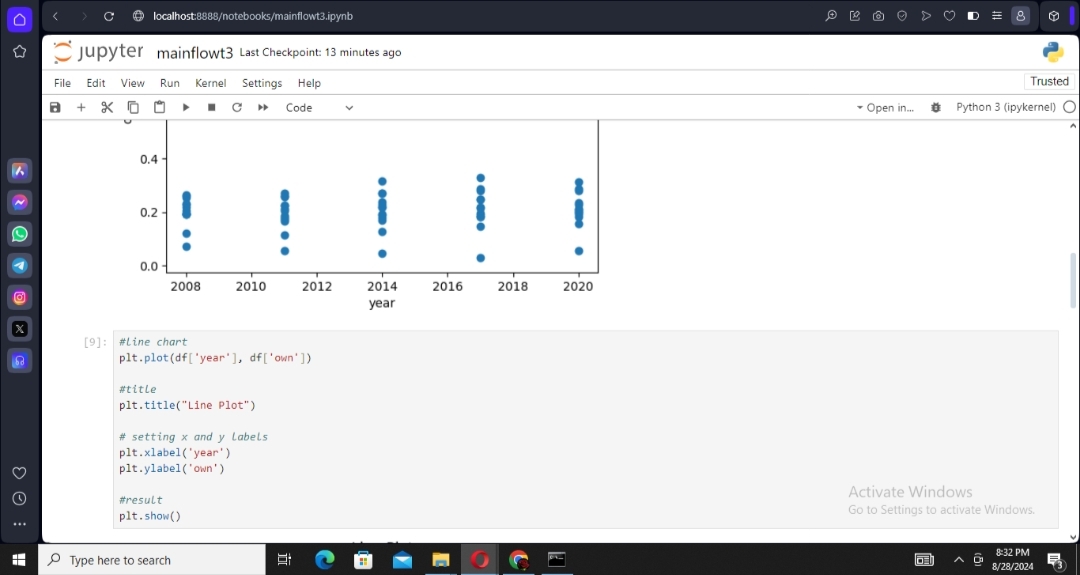 localhost:8888/notebooks/mainflowt3.ipynb
jupyter mainflowt3 Last Checkpoint: 13 minutes ago
File Edit View Run Kernel Settings Help
Trusted
Code
Open in...
Python 3 (ipykernel)
0.4
0.2
0.0
2008 2010 2012 2014 2016 2018 2020
year
[9]:
#line chart
plt.plot(df['year'], df['own'])
#title
plt.title("Line Plot")
# setting x and y labels
plt.xlabel('year')
plt.ylabel('own')
#result
plt.show()
Activate Windows
Go to Settings to activate Windows.
Type here to search
8:32 PM
8/28/2024
3